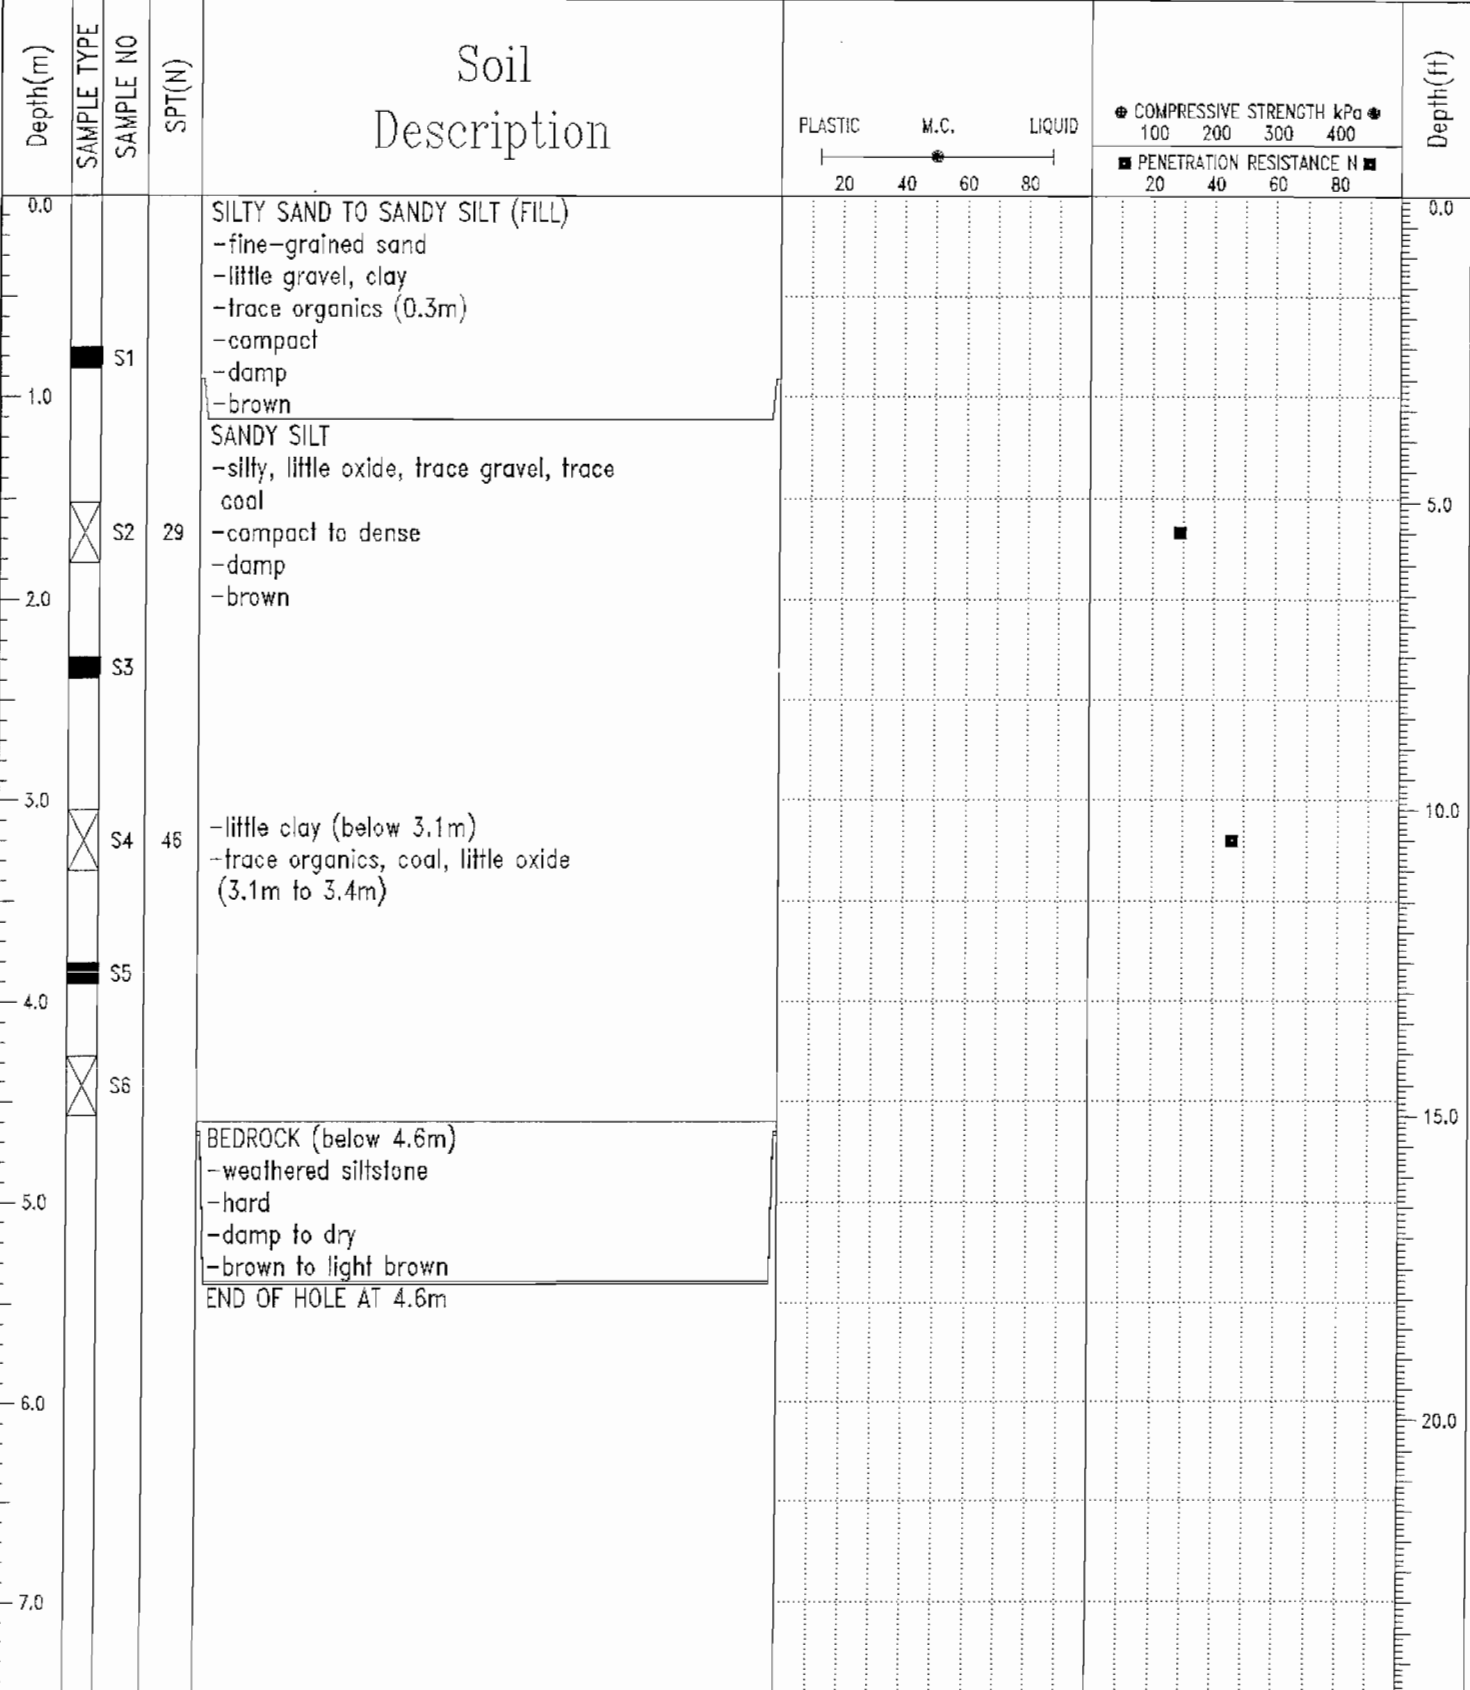 Depth(m)
SAMPLE TYPE
SAMPLE NO
SPT(N)
Soil
Description
PLASTIC M.C. LIQUID
20 40 60 80
COMPRESSIVE STRENGTH kPa
100 200 300 400
PENETRATION RESISTANCE N
20 40 60 80
Depth(ft)
0.0
SILTY SAND TO SANDY SILT (FILL)
0.0
-fine-grained sand
-little gravel, clay
-trace organics (0.3m)
-compact
S1
-damp
1.0
-brown
SANDY SILT
-silty, little oxide, trace gravel, trace
coal
5.0
S2 29 -compact to dense
-damp
2.0
-brown
S3
3.0
10.0
-little clay (below 3.1m)
S4 46
-trace organics, coal, little oxide
(3.1m to 3.4m)
S5
4.0
S6
15.0
BEDROCK (below 4.6m)
-weathered siltstone
5.0
-hard
-damp to dry
-brown to light brown
END OF HOLE AT 4.6m
6.0
20.0
7.0